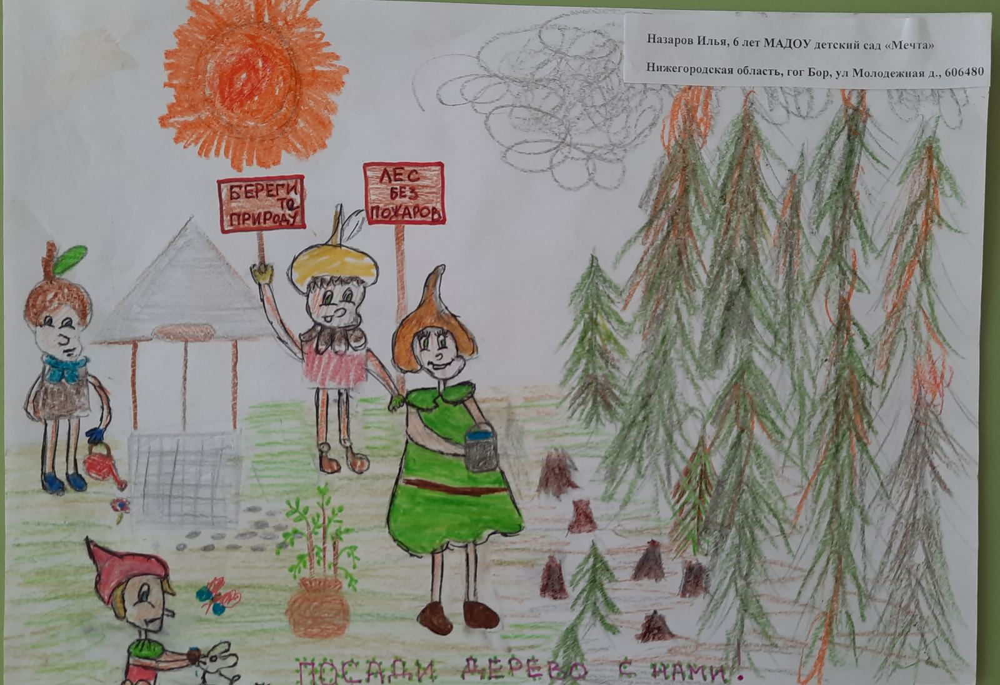 Назаров Илья, 6 лет МАДОУ детский сад «Мечта»
Нижегородская область, гог Бор, ул Молодежная д., 606480
БЕРЕГИ
ТЕ
ПРИРОДУ
ЛЕС
БЕЗ
ПОЖАРОВ
ПОСАДИ ДЕРЕВО С НАМИ!